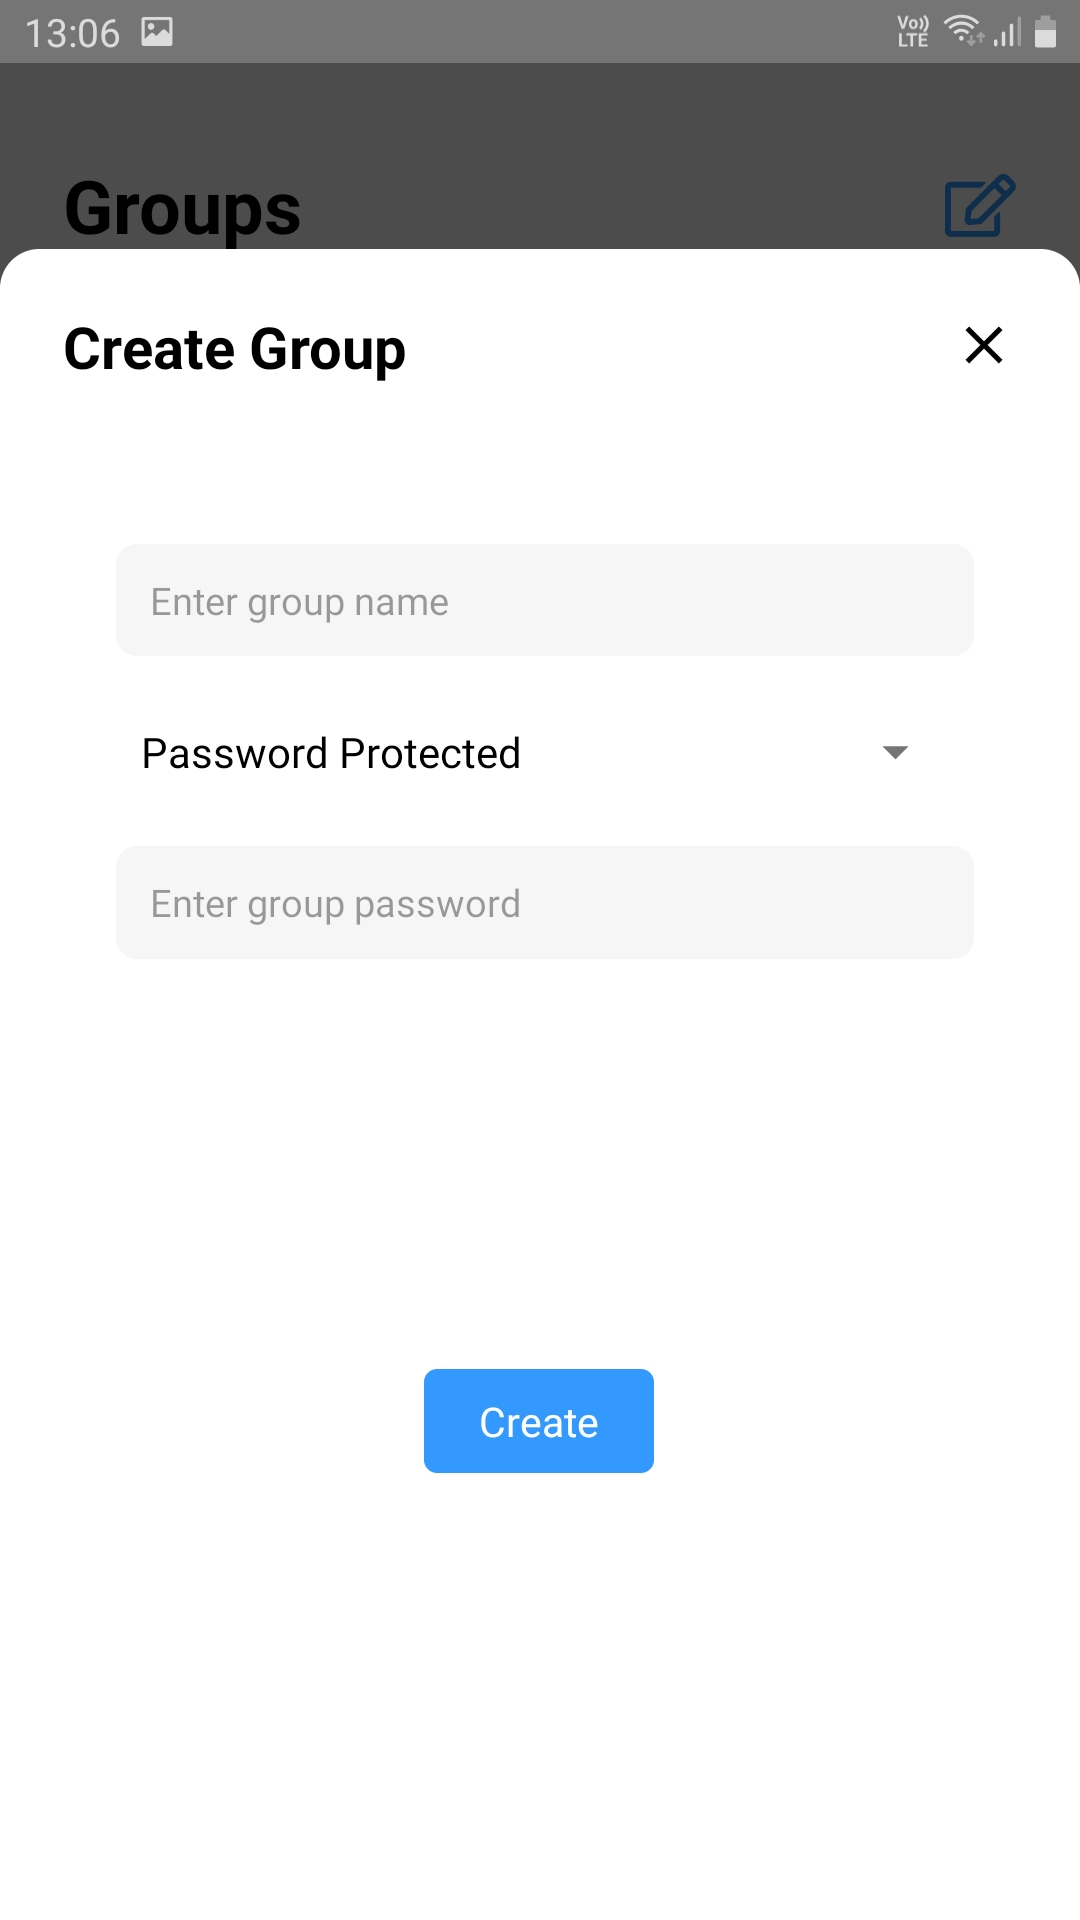 13:06
Vo)) LTE
Groups
Create Group
Enter group name
Password Protected
Enter group password
Create